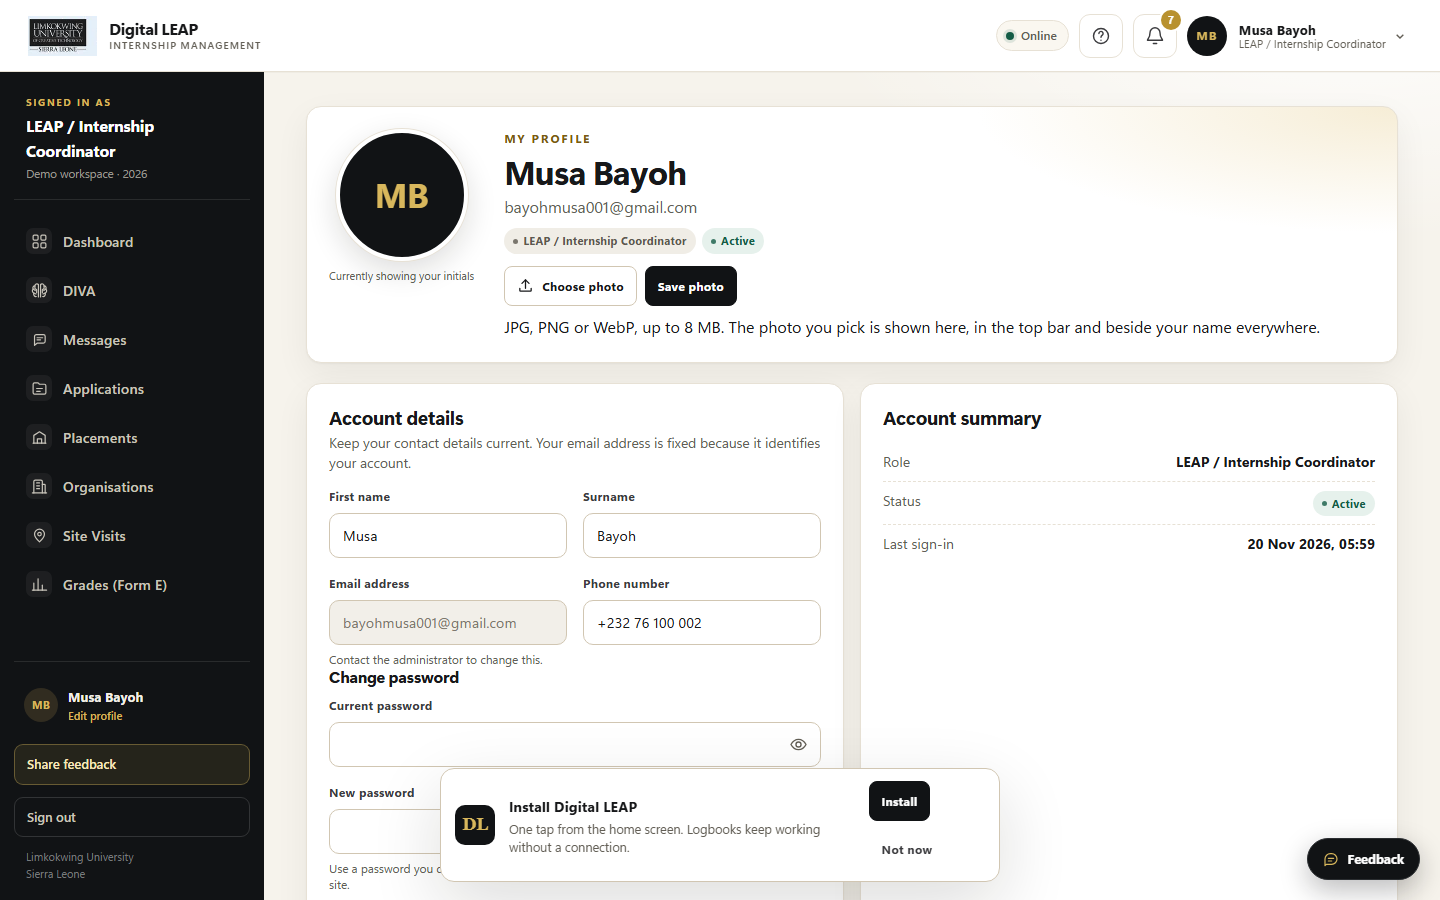 LIMKOKWING
UNIVERSITY
OF CREATIVE TECHNOLOGY
SIERRA LEONE
Digital LEAP
INTERNSHIP MANAGEMENT
Online
7
MB
Musa Bayoh
LEAP / Internship Coordinator
SIGNED IN AS
LEAP / Internship
Coordinator
Demo workspace · 2026
Dashboard
DIVA
Messages
Applications
Placements
Organisations
Site Visits
Grades (Form E)
MB
Musa Bayoh
Edit profile
Share feedback
Sign out
Limkokwing University
Sierra Leone
MB
Currently showing your initials
MY PROFILE
Musa Bayoh
bayohmusa001@gmail.com
LEAP / Internship Coordinator
Active
Choose photo
Save photo
JPG, PNG or WebP, up to 8 MB. The photo you pick is shown here, in the top bar and beside your name everywhere.
Account details
Keep your contact details current. Your email address is fixed because it identifies
your account.
First name
Surname
Musa
Bayoh
Email address
Phone number
bayohmusa001@gmail.com
+232 76 100 002
Contact the administrator to change this.
Change password
Current password
New password
Use a password you
site.
Account summary
Role
LEAP / Internship Coordinator
Status
Active
Last sign-in
20 Nov 2026, 05:59
DL
Install Digital LEAP
One tap from the home screen. Logbooks keep working
without a connection.
Install
Not now
Feedback